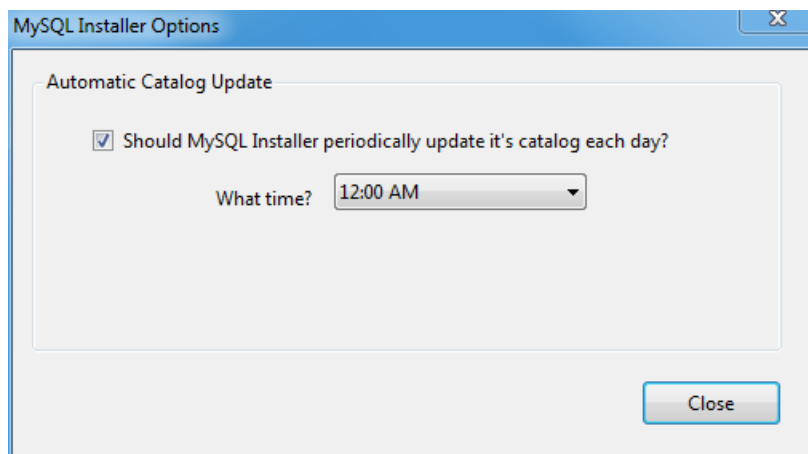 MySQL Installer Options
Automatic Catalog Update
Should MySQL Installer periodically update it's catalog each day?
What time? 12:00 AM
Close